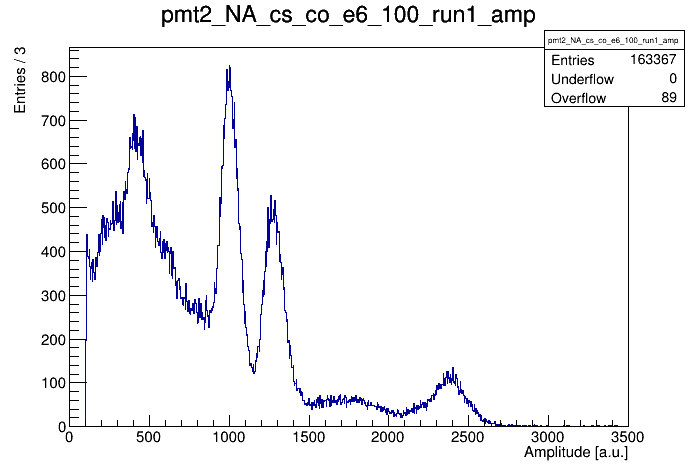 pmt2_NA_cs_co_e6_100_run1_amp
pmt2_NA_cs_co_e6_100_run1_amp
Entries 163367
Underflow 0
Overflow 89
Entries / 3
800
700
600
500
400
300
200
100
0
0 500 1000 1500 2000 2500 3000 3500
Amplitude [a.u.]